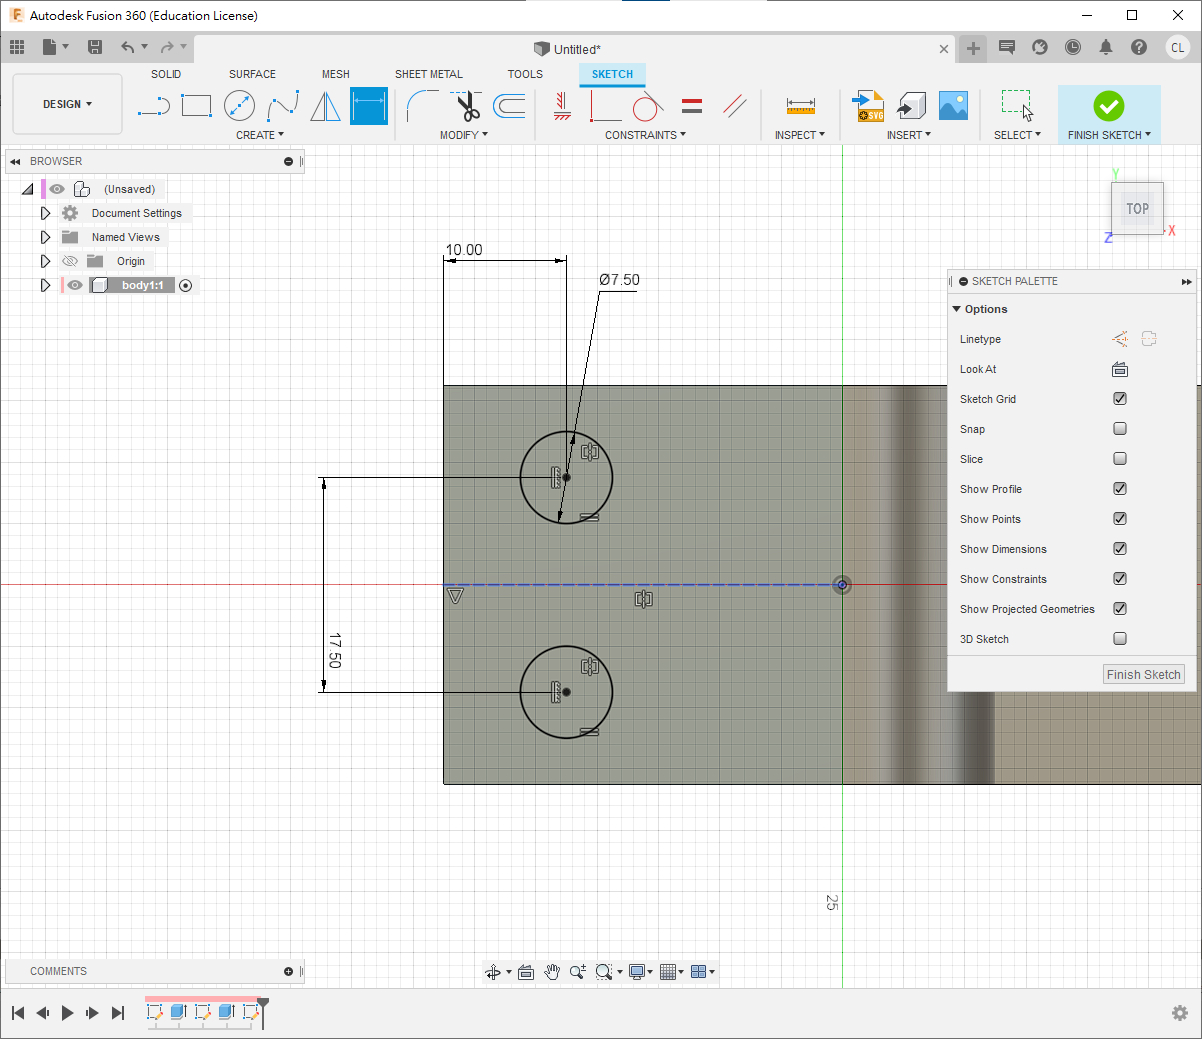 Autodesk Fusion 360 (Education License)
Untitled*
CL
SOLID
SURFACE
MESH
SHEET METAL
TOOLS
SKETCH
DESIGN
SVG
CREATE
MODIFY
CONSTRAINTS
INSPECT
INSERT
SELECT
FINISH SKETCH
BROWSER
(Unsaved)
Document Settings
Named Views
Origin
body1:1
Y
TOP
X
Z
10.00
Ø7.50
17.50
25
SKETCH PALETTE
Options
Linetype
Look At
Sketch Grid
Snap
Slice
Show Profile
Show Points
Show Dimensions
Show Constraints
Show Projected Geometries
3D Sketch
Finish Sketch
COMMENTS